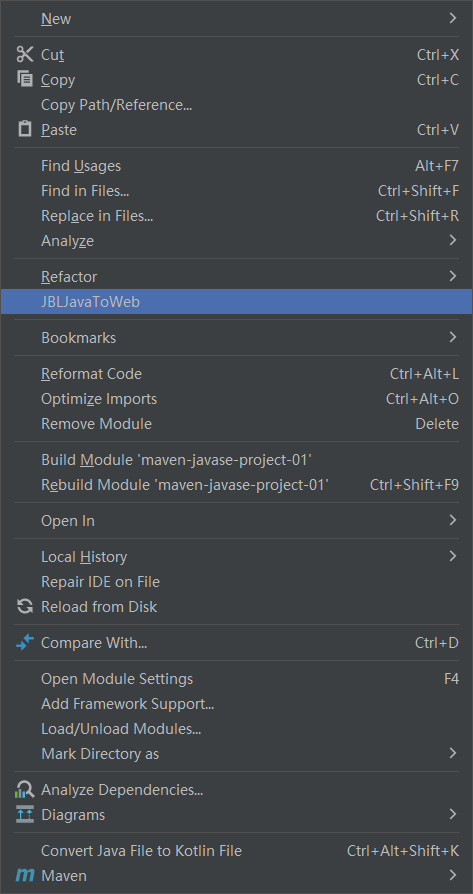 New
Cut Ctrl+X
Copy Ctrl+C
Copy Path/Reference...
Paste Ctrl+V
Find Usages Alt+F7
Find in Files... Ctrl+Shift+F
Replace in Files... Ctrl+Shift+R
Analyze
Refactor
JBLJavaToWeb
Bookmarks
Reformat Code Ctrl+Alt+L
Optimize Imports Ctrl+Alt+O
Remove Module Delete
Build Module 'maven-javase-project-01'
Rebuild Module 'maven-javase-project-01' Ctrl+Shift+F9
Open In
Local History
Repair IDE on File
Reload from Disk
Compare With... Ctrl+D
Open Module Settings F4
Add Framework Support...
Load/Unload Modules...
Mark Directory as
Analyze Dependencies...
Diagrams
Convert Java File to Kotlin File Ctrl+Alt+Shift+K
Maven